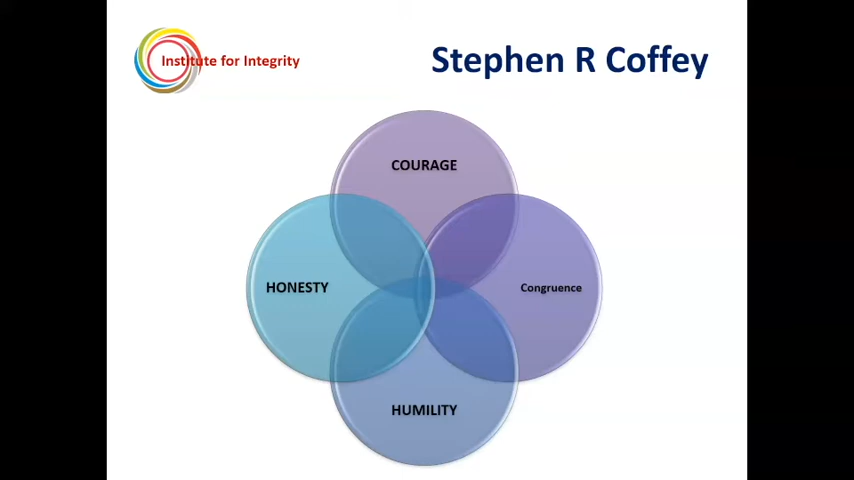 Institute for Integrity
Stephen R Coffey
COURAGE
HONESTY
Congruence
HUMILITY